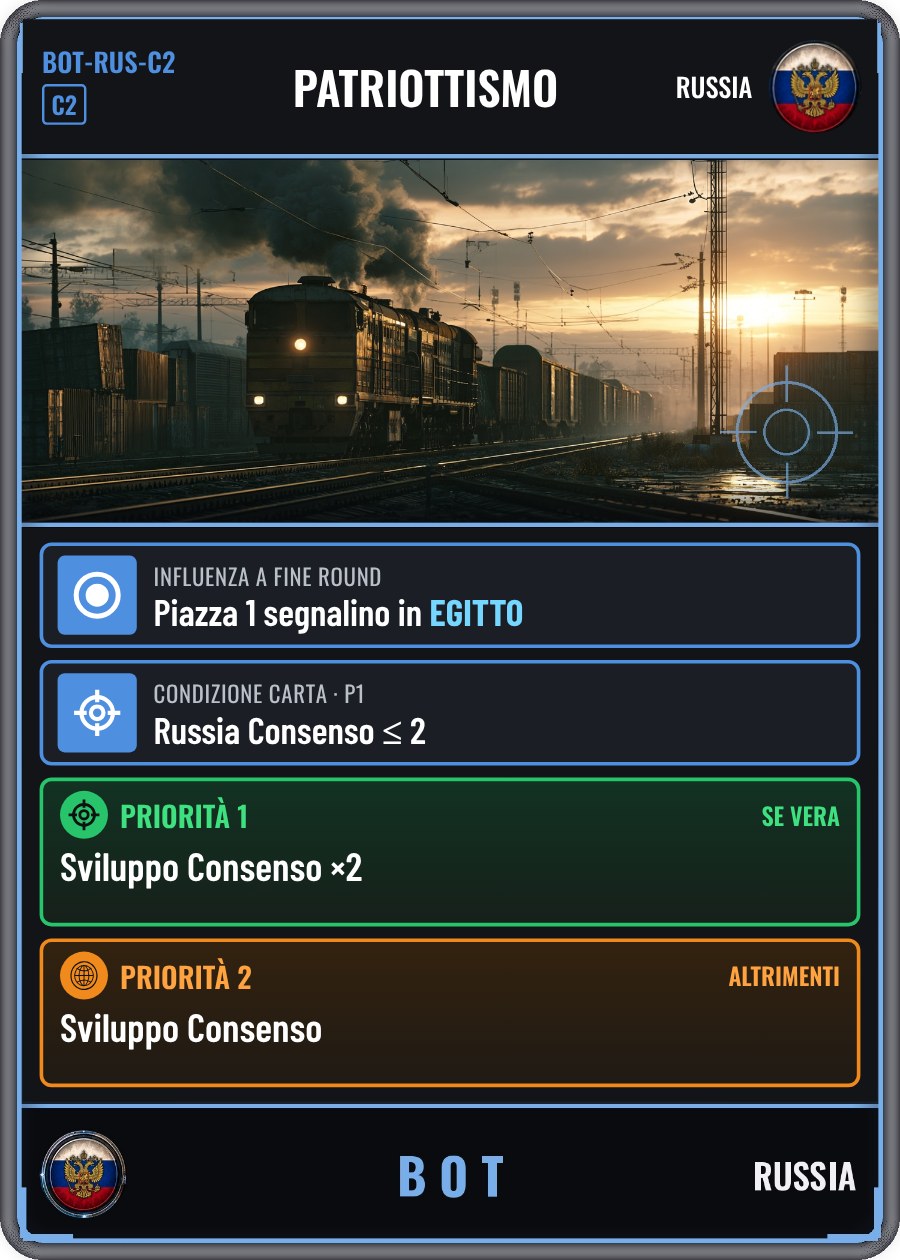 BOT-RUS-C2
C2
PATRIOTTISMO
RUSSIA
INFLUENZA A FINE ROUND
Piazza 1 segnalino in EGITTO
CONDIZIONE CARTA · P1
Russia Consenso ≤ 2
PRIORITÀ 1
SE VERA
Sviluppo Consenso ×2
PRIORITÀ 2
ALTRIMENTI
Sviluppo Consenso
BOT
RUSSIA